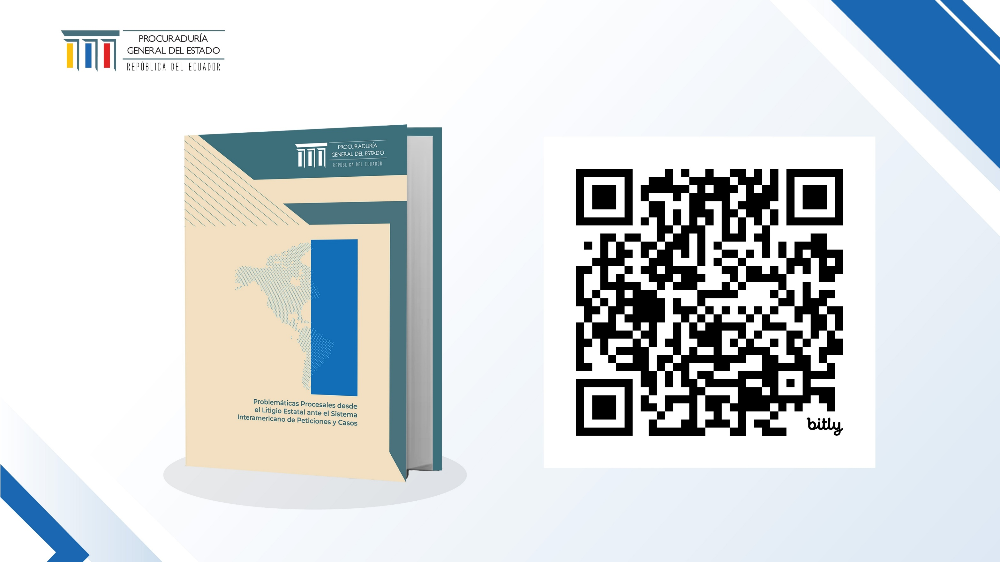 PROCURADURÍA
GENERAL DEL ESTADO
REPÚBLICA DEL ECUADOR
PROCURADURÍA
GENERAL DEL ESTADO
REPÚBLICA DEL ECUADOR
Problemáticas Procesales desde
el Litigio Estatal ante el Sistema
Interamericano de Peticiones y Casos
bitly